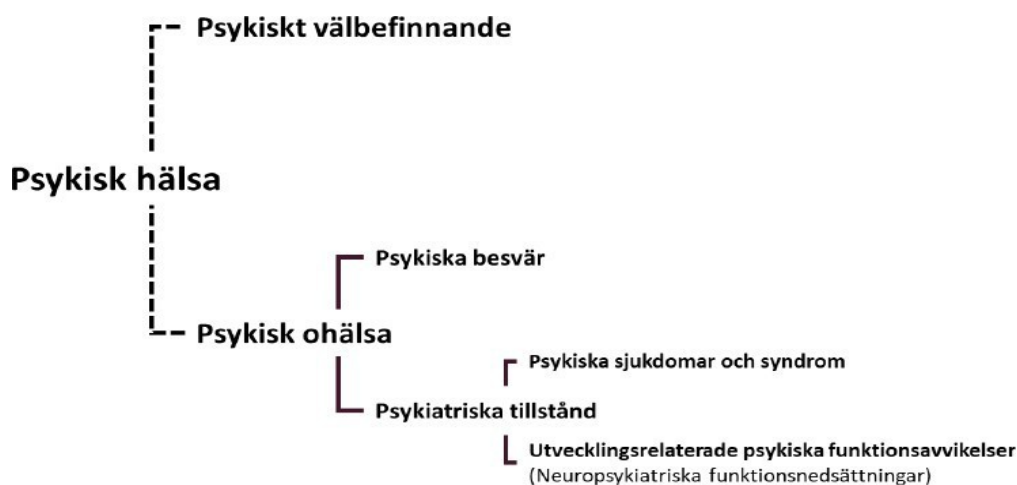 Psykiskt välbefinnande
Psykisk hälsa
Psykiska besvär
Psykisk ohälsa
Psykiska sjukdomar och syndrom
Psykiatriska tillstånd
Utvecklingsrelaterade psykiska funktionsavvikelser
(Neuropsykiatriska funktionsnedsättningar)